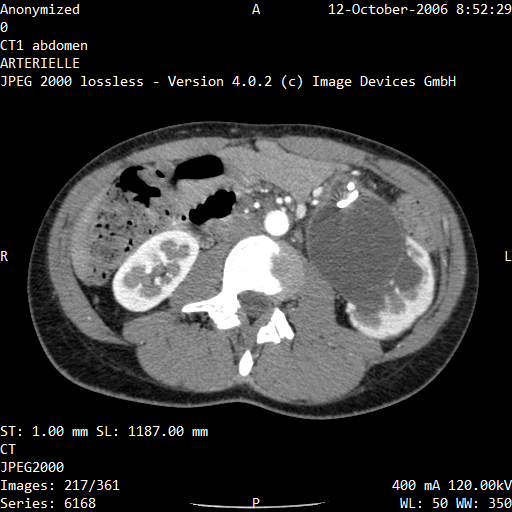 Anonymized A 12-October-2006 8:52:29
0
CT1 abdomen
ARTERIELLE
JPEG 2000 lossless - Version 4.0.2 (c) Image Devices GmbH
R L
ST: 1.00 mm SL: 1187.00 mm
CT
JPEG2000
Images: 217/361 400 mA 120.00kV
Series: 6168 P WL: 50 WW: 350